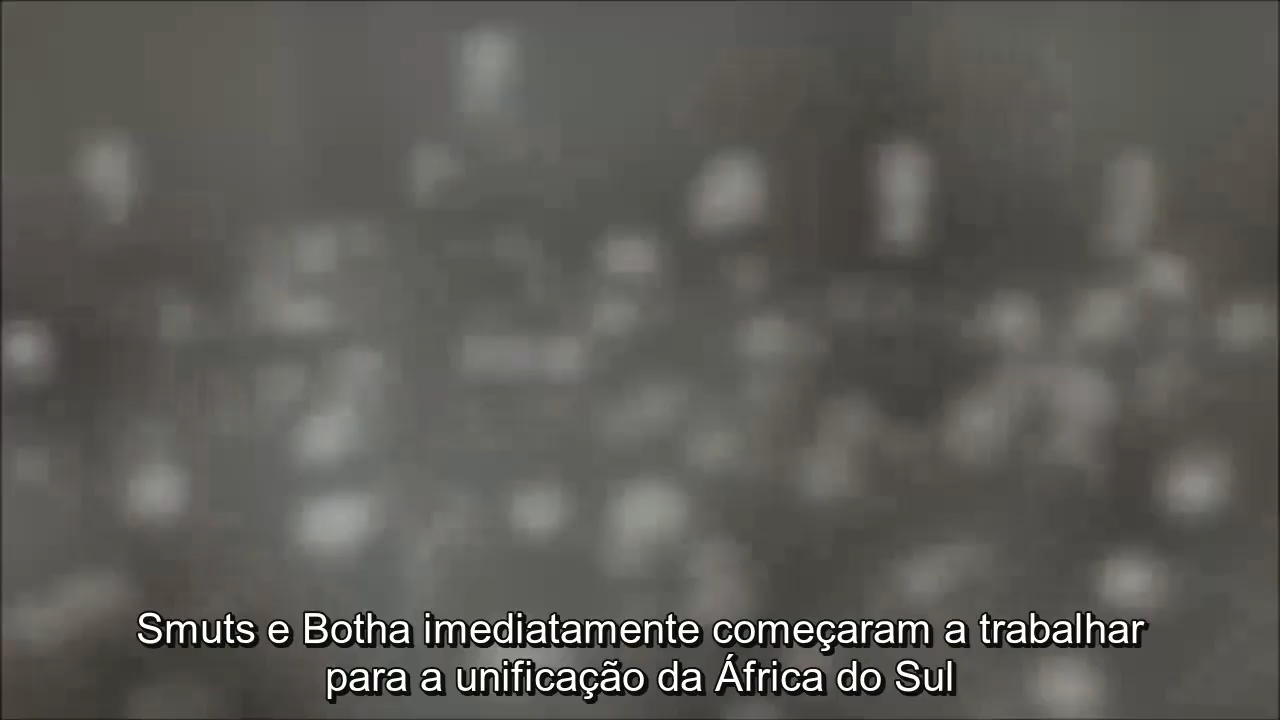 Smuts e Botha imediatamente começaram a trabalhar
para a unificação da África do Sul